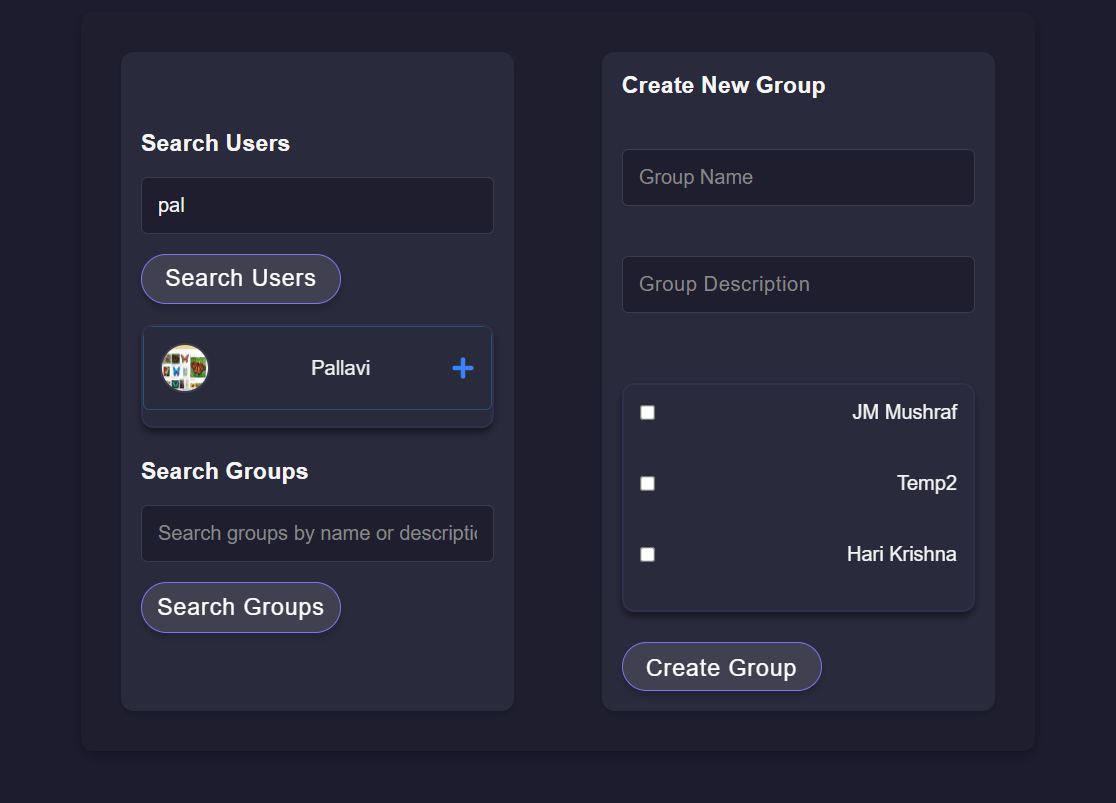 Search Users
pal
Search Users
Pallavi
Search Groups
Search groups by name or descriptio
Search Groups
Create New Group
Group Name
Group Description
JM Mushraf
Temp2
Hari Krishna
Create Group